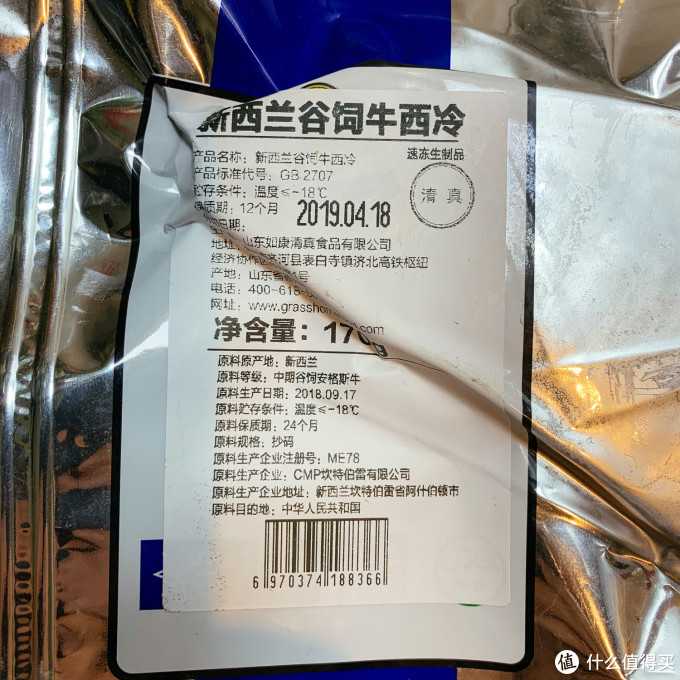 新西兰谷饲牛西冷
产品名称：新西兰谷饲牛西冷
速冻生制品
产品标准代号：GB 2707
清真
贮存条件：温度≤-18℃
质期：12个月
2019.04.18
日期：
地址：山东如康清真食品有限公司
经济协作 济河县表白寺镇济北高铁枢纽
产地：山东省 号
电话：400-618-
网址：www.grassho .com
净含量：170g
原料原产地：新西兰
原料等级：中期谷饲安格斯牛
原料生产日期：2018.09.17
原料贮存条件：温度≤-18℃
原料保质期：24个月
原料规格：抄码
原料生产企业注册号：ME78
原料生产企业：CMP坎特伯雷有限公司
原料生产企业地址：新西兰坎特伯雷省阿什伯顿市
原料目的地：中华人民共和国
6 970374 188366
值 什么值得买